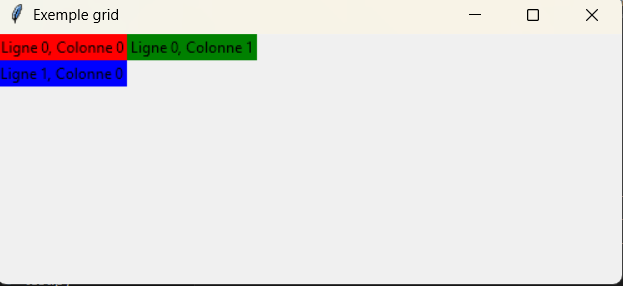 Exemple grid
Ligne 0, Colonne 0 Ligne 0, Colonne 1
Ligne 1, Colonne 0